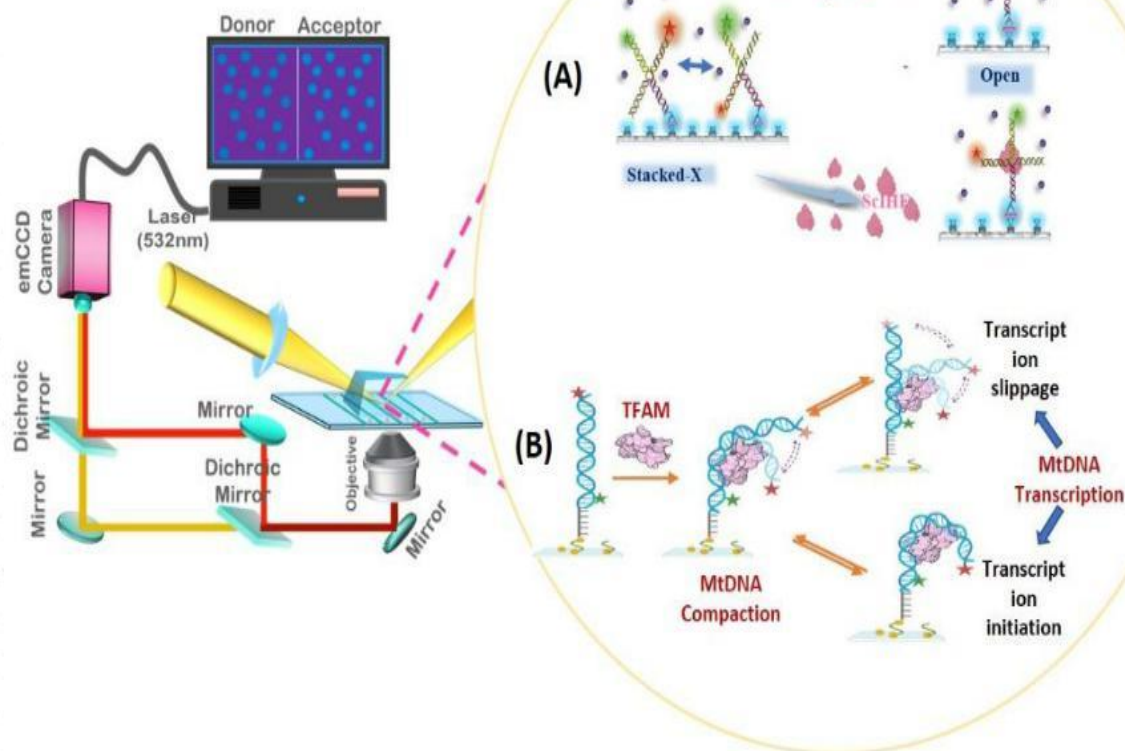 Donor Acceptor
Laser
(532nm)
emCCD
Camera
Dichroic
Mirror
Mirror
Mirror
Dichroic
Mirror
Objective
Mirror
(A)
Stacked-X
Open
ScIHF
(B)
TFAM
MtDNA
Compaction
Transcript
ion
slippage
MtDNA
Transcription
Transcript
ion
initiation